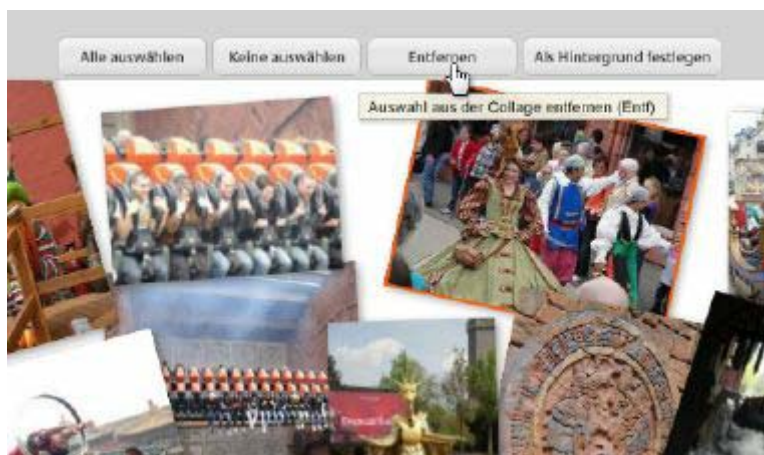 Alle auswählen
Keine auswählen
Entfernen
Als Hintergrund festlegen
Auswahl aus der Collage entfernen (Entf)